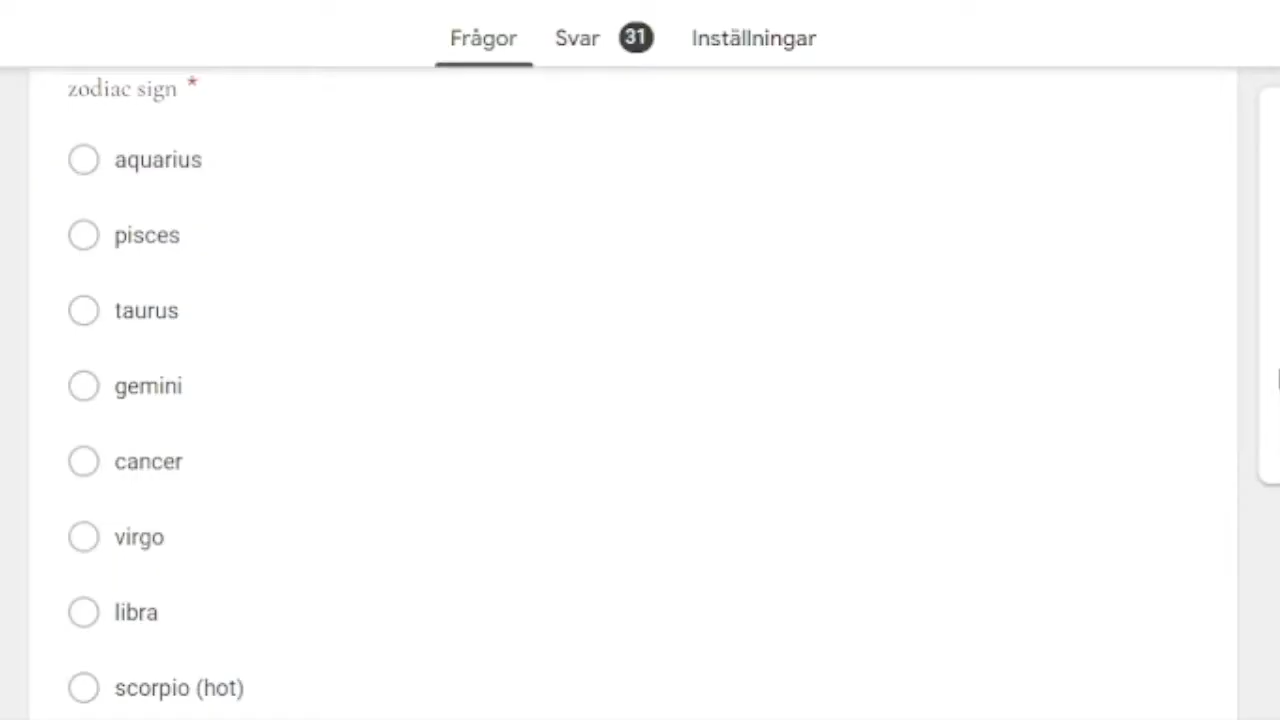 Frågor Svar 31 Inställningar
zodiac sign *
aquarius
pisces
taurus
gemini
cancer
virgo
libra
scorpio (hot)